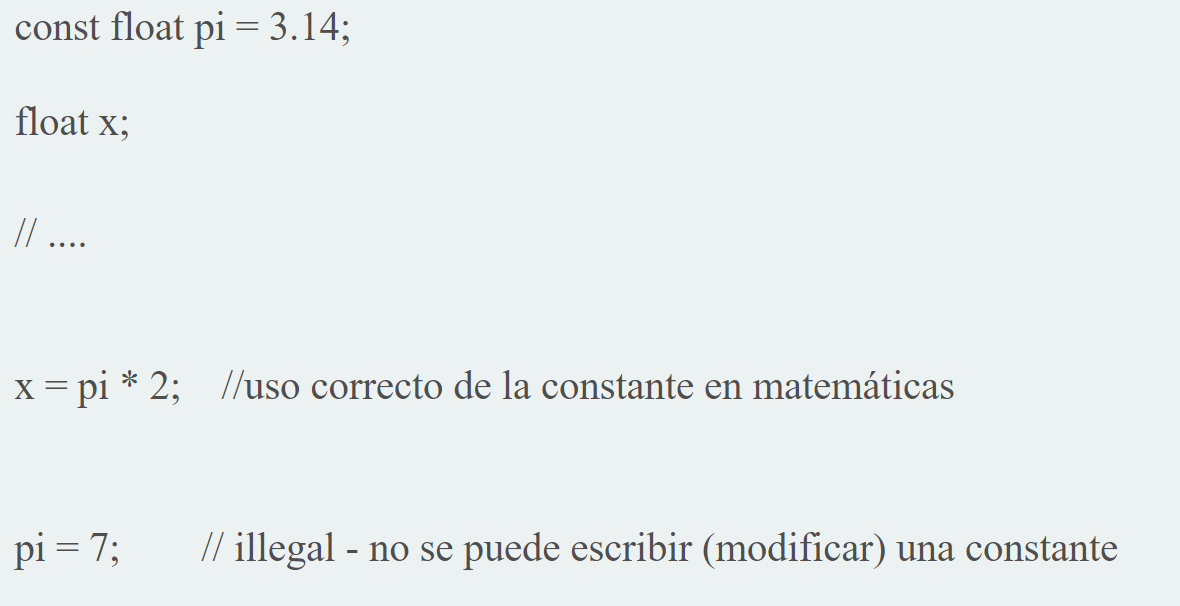 const float pi = 3.14;
float x;
// ....
x = pi * 2; //uso correcto de la constante en matemáticas
pi = 7; // illegal - no se puede escribir (modificar) una constante